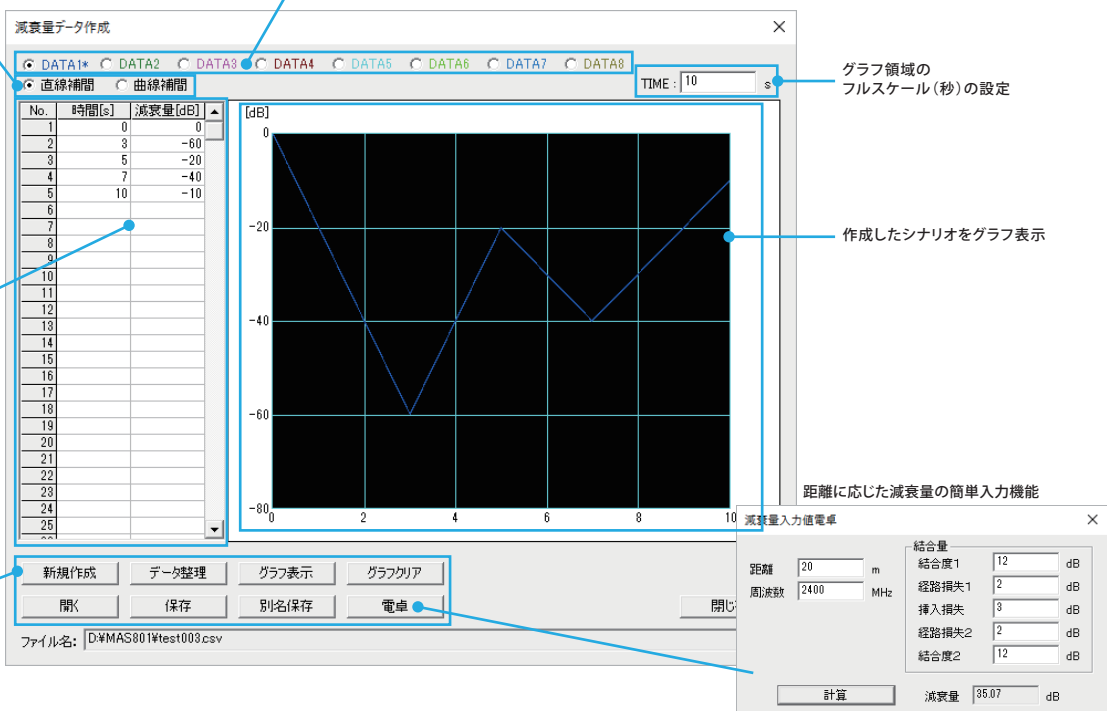 減衰量データ作成
DATA1* DATA2 DATA3 DATA4 DATA5 DATA6 DATA7 DATA8
直線補間 曲線補間
TIME : 10 s
グラフ領域の
フルスケール(秒)の設定
No. 時間[s] 減衰量[dB]
1 0 0
2 3 -60
3 5 -20
4 7 -40
5 10 -10
6
7
8
9
10
11
12
13
14
15
16
17
18
19
20
21
22
23
24
25
[dB]
0
-20
-40
-60
-80
0 2 4 6 8 10
作成したシナリオをグラフ表示
距離に応じた減衰量の簡単入力機能
新規作成 データ整理 グラフ表示 グラフクリア
開く 保存 別名保存 電卓 閉じ
ファイル名: D:¥MAS801¥test003.csv
減衰量入力値電卓
距離 20 m
周波数 2400 MHz
結合量
結合度1 12 dB
経路損失1 2 dB
挿入損失 3 dB
経路損失2 2 dB
結合度2 12 dB
計算 減衰量 35.07 dB